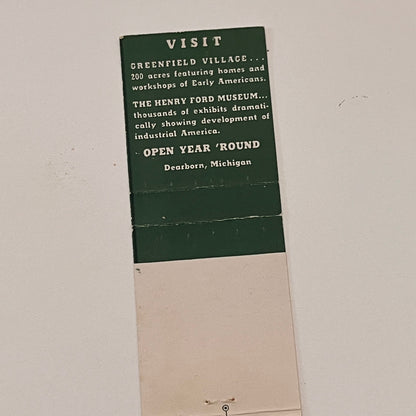 VISIT
GREENFIELD VILLAGE...
200 acres featuring homes and
workshops of Early Americans.
THE HENRY FORD MUSEUM...
thousands of exhibits dramati-
cally showing development of
industrial America.
OPEN YEAR 'ROUND
Dearborn, Michigan